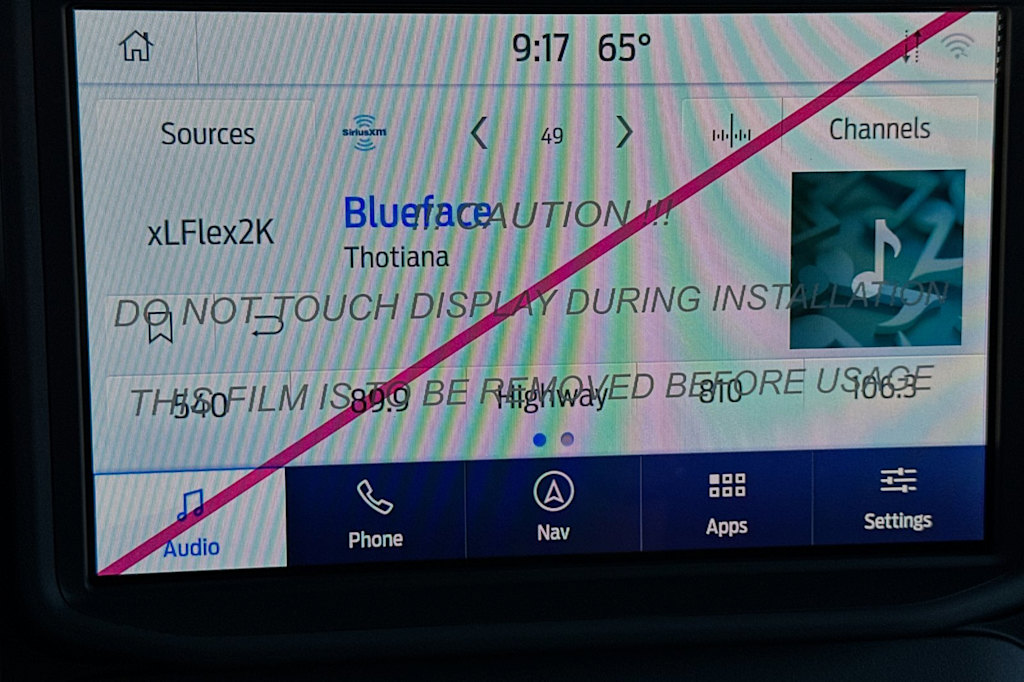 9:17 65°
Sources SiriusXM 49 Channels
Blueface
!!! CAUTION !!!
xLFlex2K
Thotiana
DO NOT TOUCH DISPLAY DURING INSTALLATION
THIS FILM IS TO BE REMOVED BEFORE USAGE
540 89.9 Highway 810 106.3
Audio Phone Nav Apps Settings